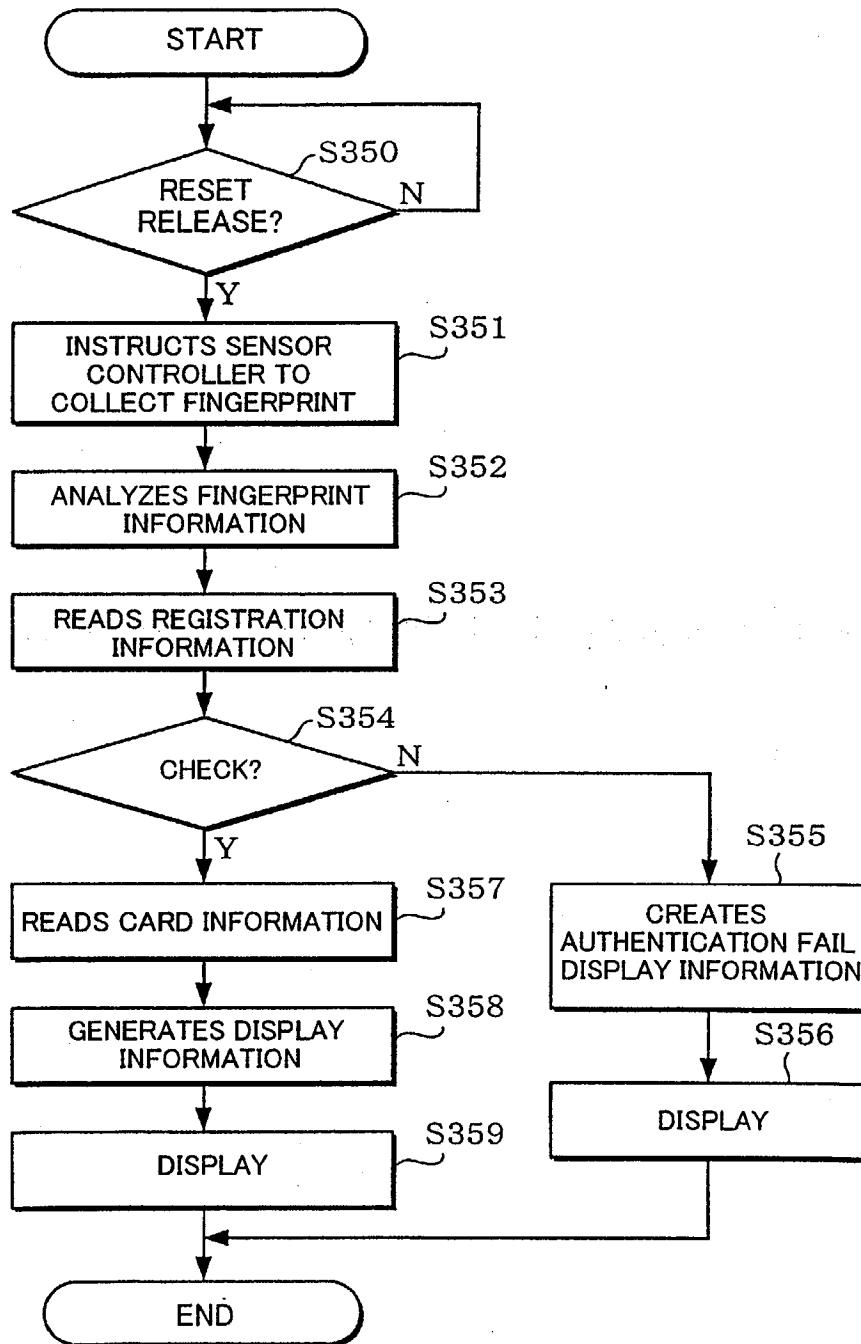 START
S350
RESET
RELEASE?
N
Y
S351
INSTRUCTS SENSOR
CONTROLLER TO
COLLECT FINGERPRINT
S352
ANALYZES FINGERPRINT
INFORMATION
S353
READS REGISTRATION
INFORMATION
S354
CHECK?
N
Y
S355
CREATES
AUTHENTICATION FAIL
DISPLAY INFORMATION
S356
DISPLAY
S357
READS CARD INFORMATION
S358
GENERATES DISPLAY
INFORMATION
S359
DISPLAY
END